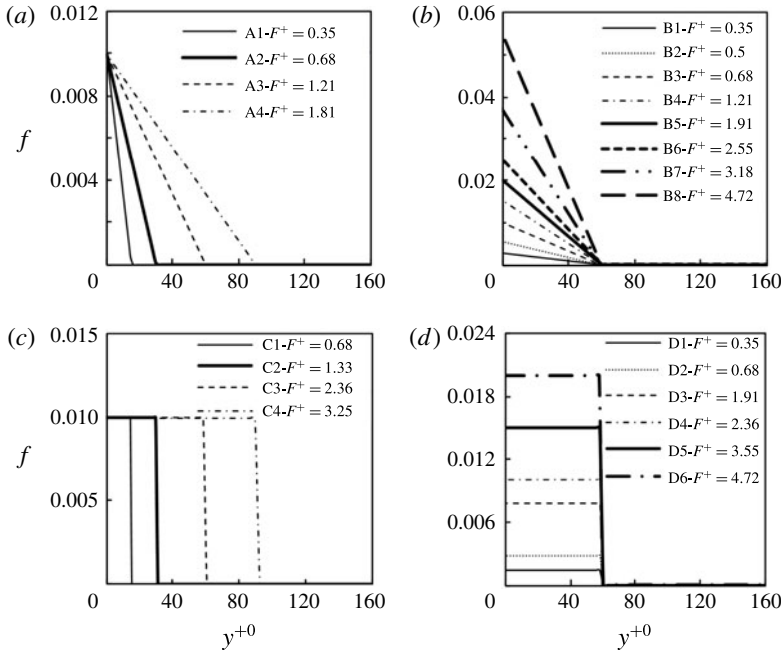 (a)
0.012
0.008
f
0.004
0 40 80 120 160
A1-F⁺ = 0.35
A2-F⁺ = 0.68
A3-F⁺ = 1.21
A4-F⁺ = 1.81
(b)
0.06
0.04
0.02
0 40 80 120 160
B1-F⁺ = 0.35
B2-F⁺ = 0.5
B3-F⁺ = 0.68
B4-F⁺ = 1.21
B5-F⁺ = 1.91
B6-F⁺ = 2.55
B7-F⁺ = 3.18
B8-F⁺ = 4.72
(c)
0.015
0.010
f
0.005
0 40 80 120 160
y⁺⁰
C1-F⁺ = 0.68
C2-F⁺ = 1.33
C3-F⁺ = 2.36
C4-F⁺ = 3.25
(d)
0.024
0.018
0.012
0.006
0 40 80 120 160
y⁺⁰
D1-F⁺ = 0.35
D2-F⁺ = 0.68
D3-F⁺ = 1.91
D4-F⁺ = 2.36
D5-F⁺ = 3.55
D6-F⁺ = 4.72